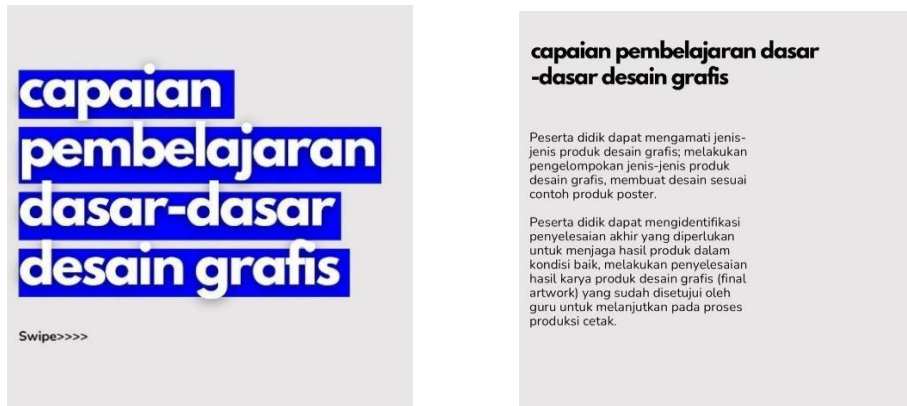 capaian
pembelajaran
dasar-dasar
desain grafis
Swipe>>>>
capaian pembelajaran dasar
-dasar desain grafis
Peserta didik dapat mengamati jenis-
jenis produk desain grafis; melakukan
pengelompokan jenis-jenis produk
desain grafis, membuat desain sesuai
contoh produk poster.
Peserta didik dapat mengidentifikasi
penyelesaian akhir yang diperlukan
untuk menjaga hasil produk dalam
kondisi baik, melakukan penyelesaian
hasil karya produk desain grafis (final
artwork) yang sudah disetujui oleh
guru untuk melanjutkan pada proses
produksi cetak.